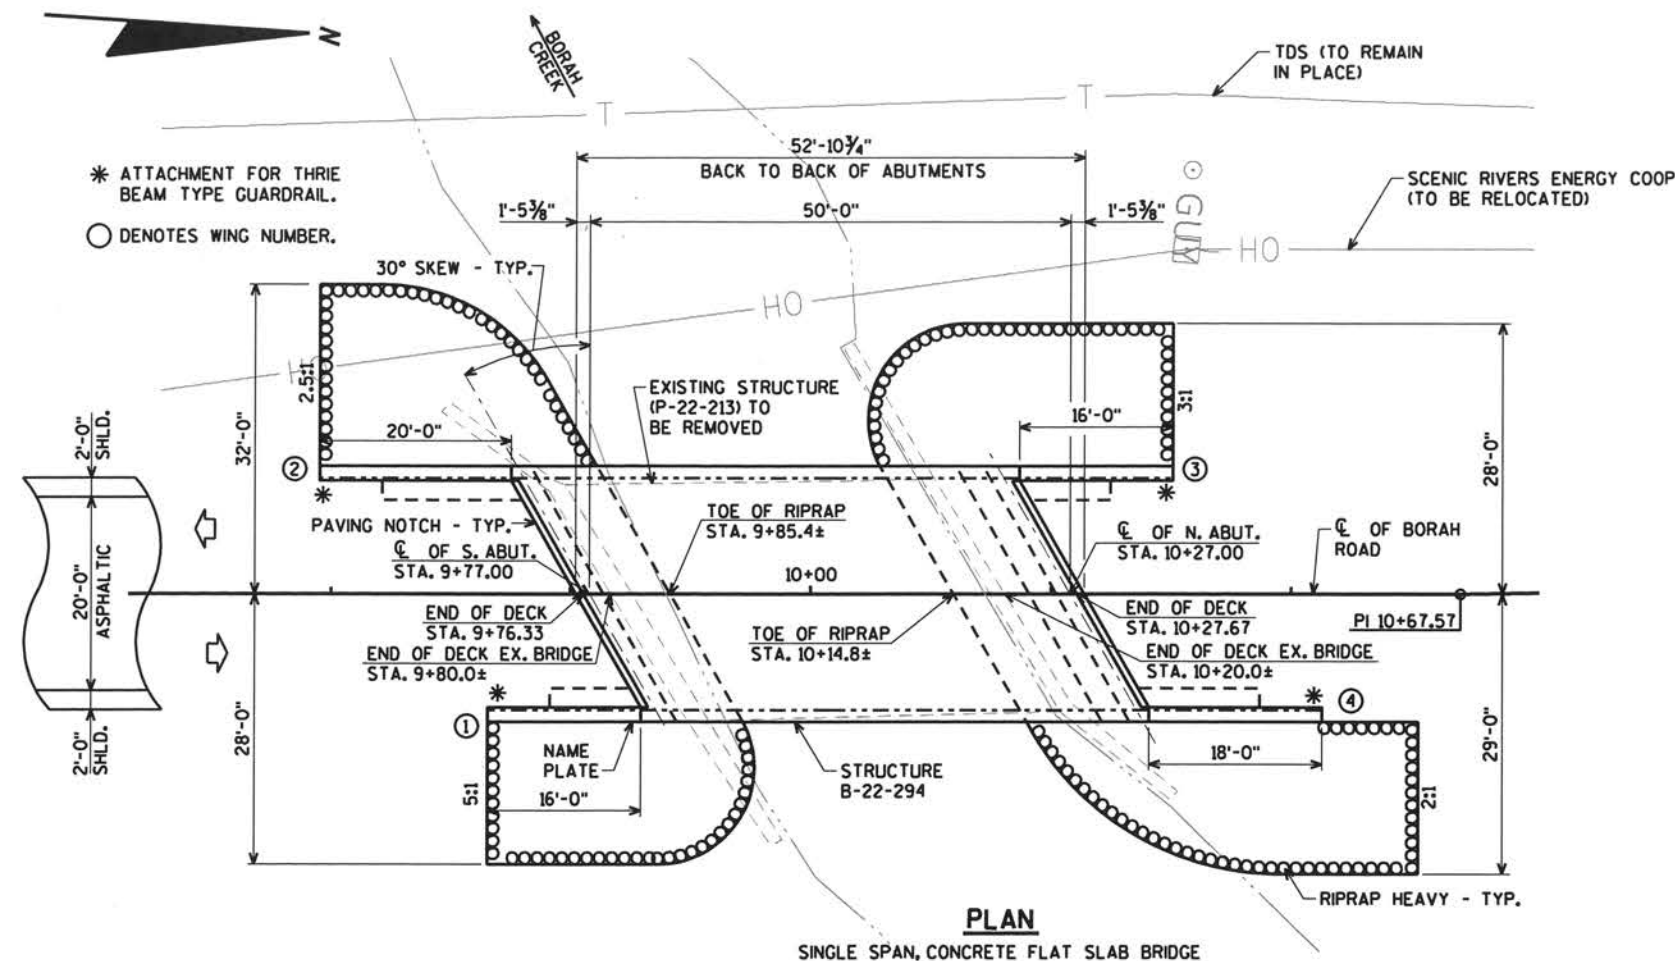 N
BORAH
CREEK
TDS (TO REMAIN
IN PLACE)
T
T
52'-10¾"
BACK TO BACK OF ABUTMENTS
* ATTACHMENT FOR THRIE
BEAM TYPE GUARDRAIL.
○ DENOTES WING NUMBER.
1'-5⅜"
50'-0"
1'-5⅜"
GUY
SCENIC RIVERS ENERGY COOP
(TO BE RELOCATED)
HO
HO
HO
30° SKEW - TYP.
2.5:1
32'-0"
20'-0"
EXISTING STRUCTURE
(P-22-213) TO
BE REMOVED
16'-0"
3:1
28'-0"
2'-0"
SHLD.
20'-0"
ASPHALTIC
2'-0"
SHLD.
②
③
*
*
PAVING NOTCH - TYP.
℄ OF S. ABUT.
STA. 9+77.00
TOE OF RIPRAP
STA. 9+85.4±
10+00
℄ OF N. ABUT.
STA. 10+27.00
℄ OF BORAH
ROAD
END OF DECK
STA. 9+76.33
END OF DECK EX. BRIDGE
STA. 9+80.0±
TOE OF RIPRAP
STA. 10+14.8±
END OF DECK
STA. 10+27.67
END OF DECK EX. BRIDGE
STA. 10+20.0±
PI 10+67.57
28'-0"
*
*
①
④
NAME
PLATE
5:1
16'-0"
STRUCTURE
B-22-294
18'-0"
2:1
29'-0"
RIPRAP HEAVY - TYP.
PLAN
SINGLE SPAN, CONCRETE FLAT SLAB BRIDGE